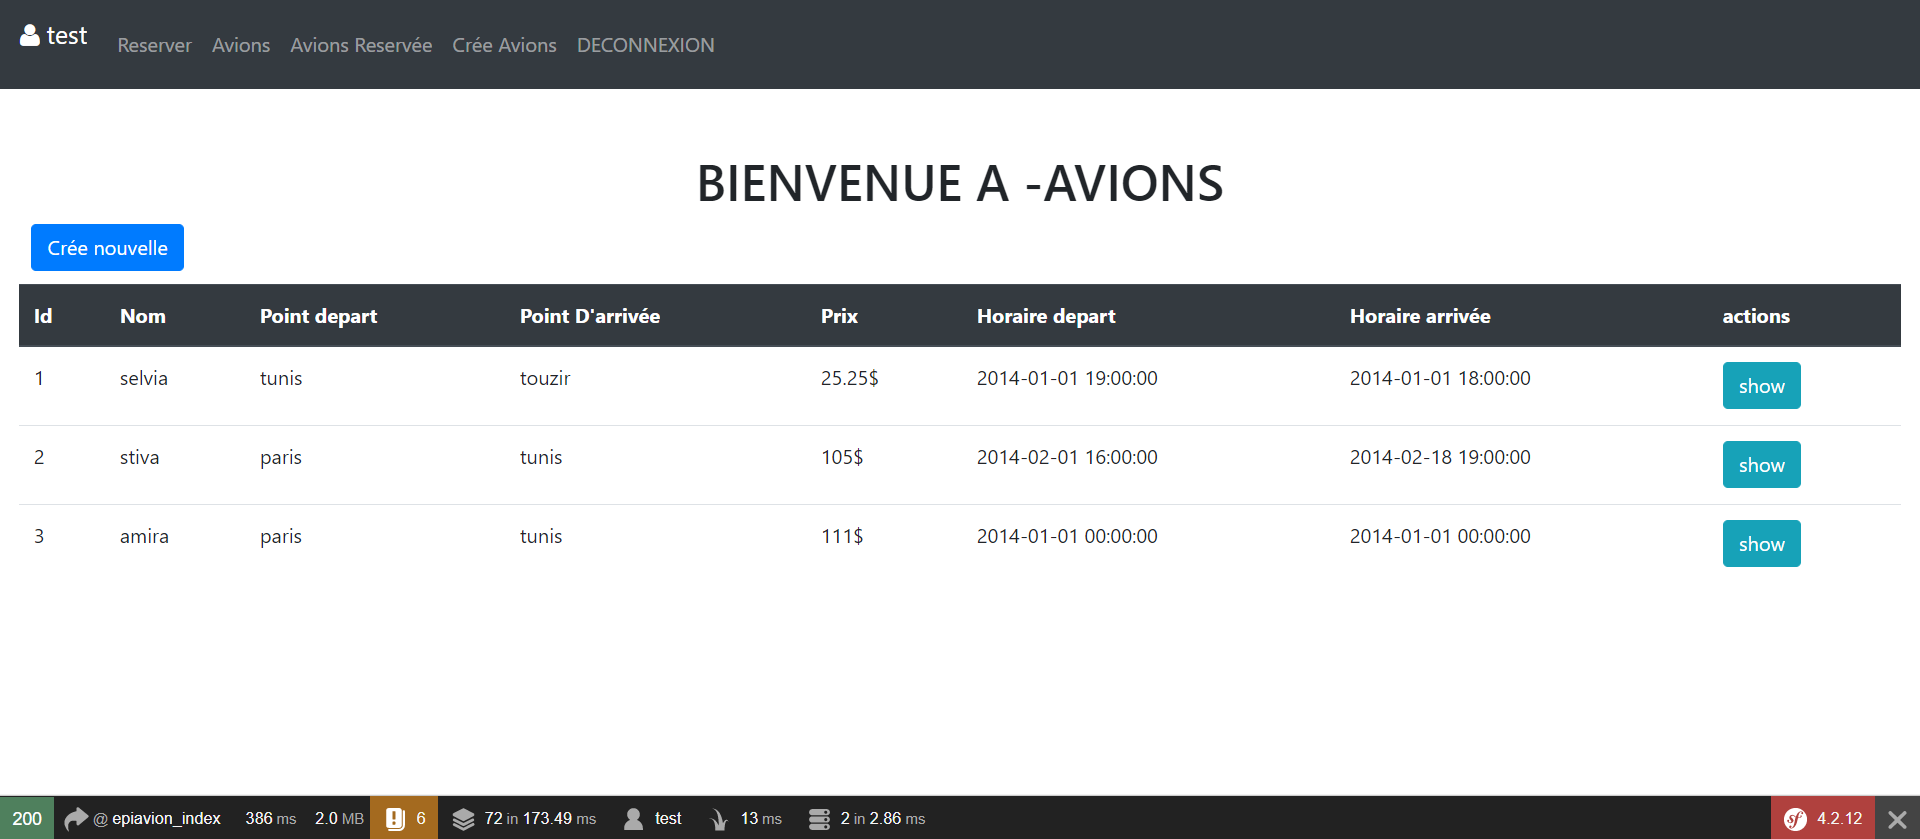 test Reserver Avions Avions Reservée Crée Avions DECONNEXION
BIENVENUE A -AVIONS
Crée nouvelle
Id Nom Point depart Point D'arrivée Prix Horaire depart Horaire arrivée actions
1 selvia tunis touzir 25.25$ 2014-01-01 19:00:00 2014-01-01 18:00:00 show
2 stiva paris tunis 105$ 2014-02-01 16:00:00 2014-02-18 19:00:00 show
3 amira paris tunis 111$ 2014-01-01 00:00:00 2014-01-01 00:00:00 show
200 @ epiavion_index 386 ms 2.0 MB 6 72 in 173.49 ms test 13 ms 2 in 2.86 ms sf 4.2.12